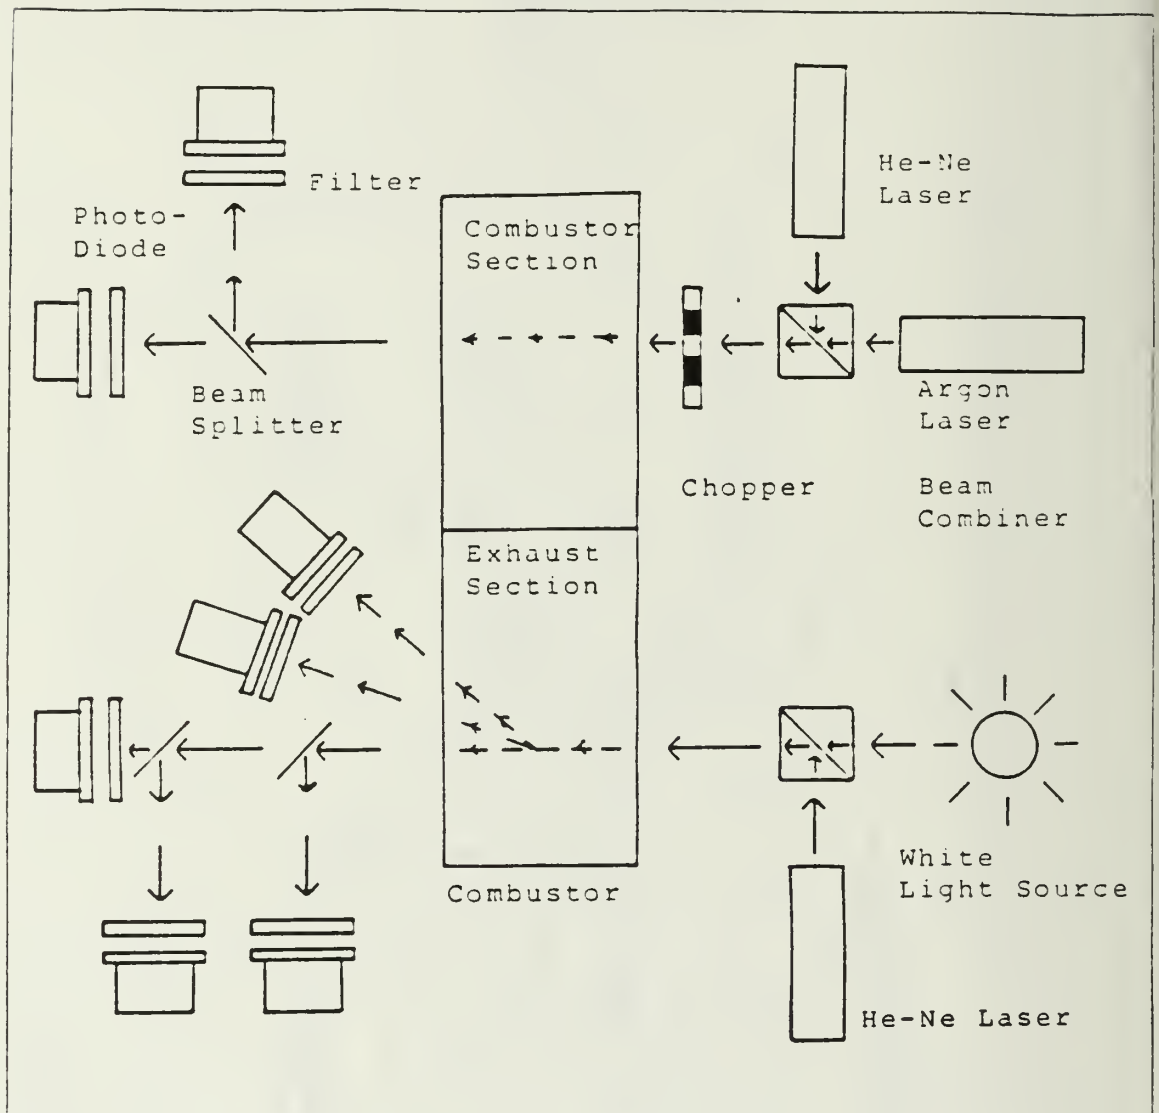 He-Ne
Laser
Filter
Photo-
Diode
Combustor
Section
Beam
Splitter
Argon
Laser
Chopper
Beam
Combiner
Exhaust
Section
White
Light Source
Combustor
He-Ne Laser